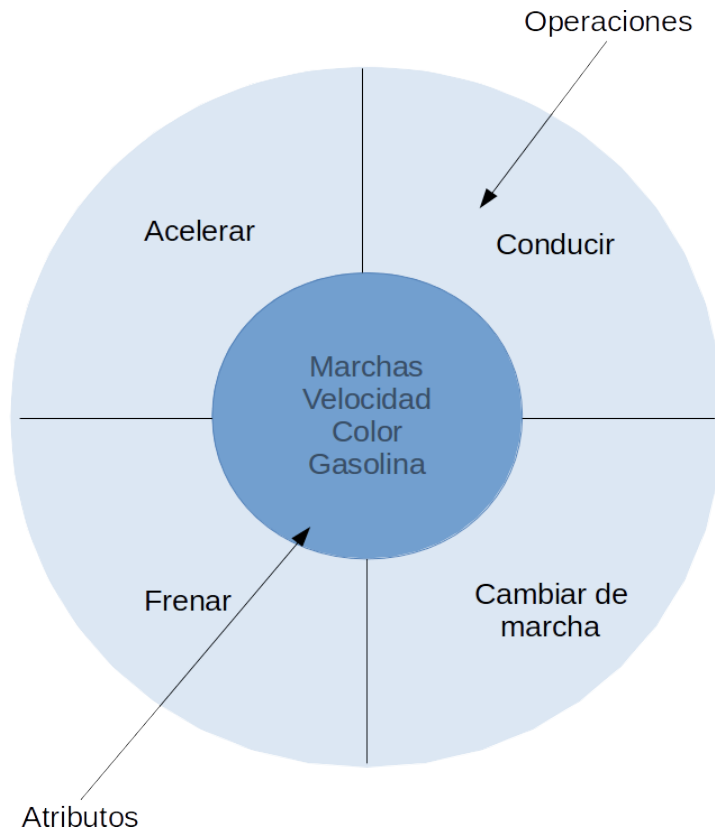 Operaciones
Acelerar
Conducir
Marchas
Velocidad
Color
Gasolina
Frenar
Cambiar de
marcha
Atributos